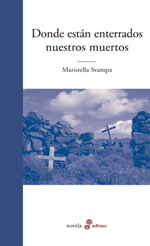 Donde están enterrados
nuestros muertos
Maristella Svampa
novela edhasa